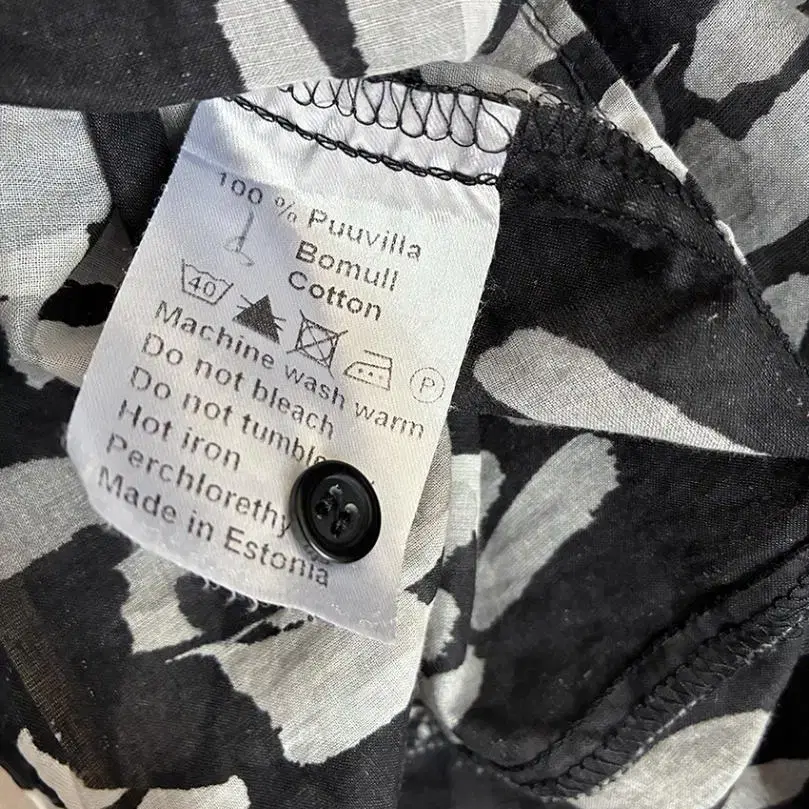 100 % Puuvilla
Bomull
Cotton
40
P
Machine wash warm
Do not bleach
Do not tumble
Hot iron
Made in Estonia